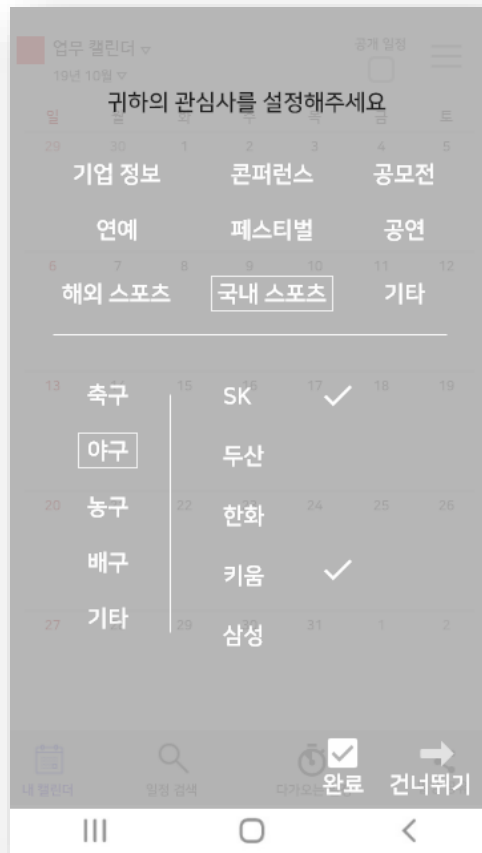 업무 캘린더 ▿ 공개 일정
19년 10월 ▿
귀하의 관심사를 설정해주세요
일 월 화 수 목 금 토
29 30 1 2 3 4 5
기업 정보 콘퍼런스 공모전
연예 페스티벌 공연
6 7 8 9 10 11 12
해외 스포츠 국내 스포츠 기타
13 15 16 17 18 19
축구 SK
야구 두산
20 22 23 24 25 26
농구 한화
배구 키움
27 29 30 31 1 2
기타 삼성
내 캘린더 일정 검색 다가오는
완료 건너뛰기